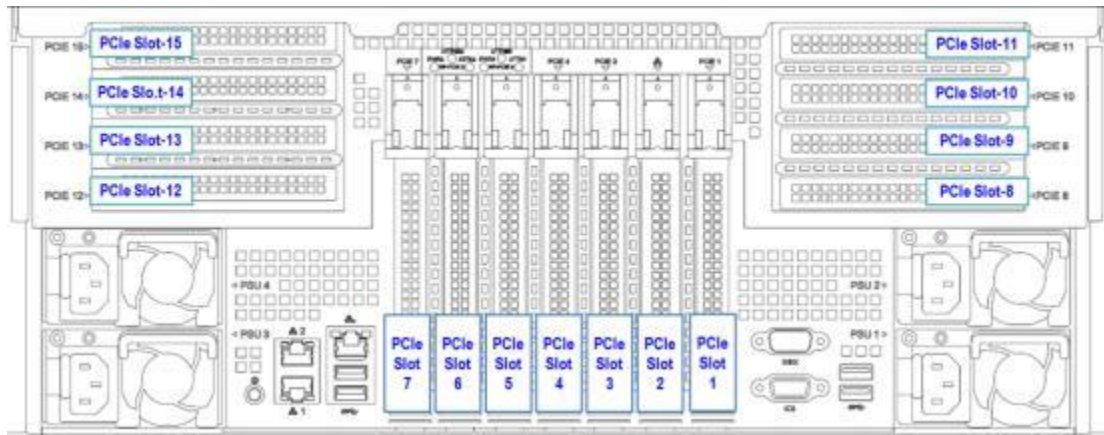 PCIE 15> PCIe Slot-15
PCIE 14> PCIe Slo.t-14
PCIE 13> PCIe Slot-13
PCIE 12> PCIe Slot-12
PCIE 7
PCIE 4
PCIE 3
PCIE 1
PCIe Slot-11 <PCIE 11
PCIe Slot-10 <PCIE 10
PCIe Slot-9 <PCIE 9
PCIe Slot-8 <PCIE 8
<PSU 4
PSU 2>
<PSU 3
2
PSU 1>
1
PCIe Slot 7
PCIe Slot 6
PCIe Slot 5
PCIe Slot 4
PCIe Slot 3
PCIe Slot 2
PCIe Slot 1